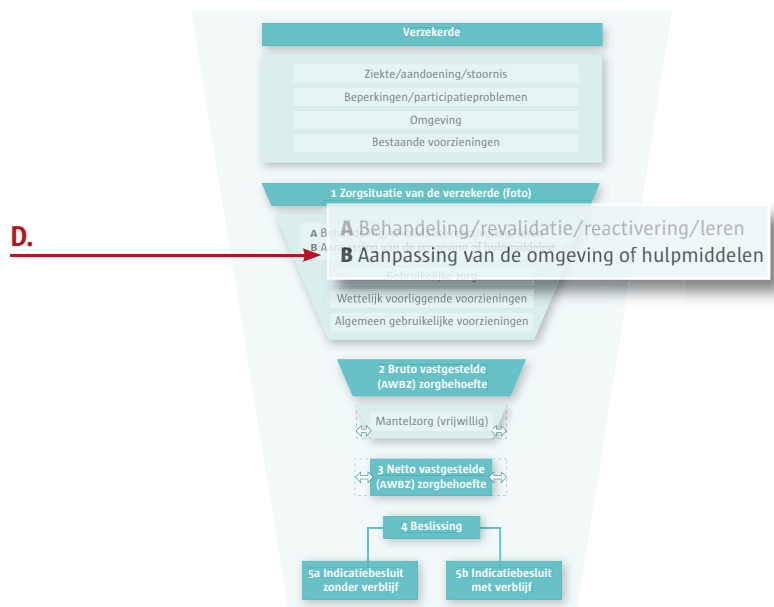 Verzekerde
Ziekte/aandoening/stoornis
Beperkingen/participatieproblemen
Omgeving
Bestaande voorzieningen
1 Zorgsituatie van de verzekerde (foto)
D.
A Behandeling/revalidatie/reactivering/leren
B Aanpassing van de omgeving of hulpmiddelen
Gebruikelijke zorg
Wettelijk voorliggende voorzieningen
Algemeen gebruikelijke voorzieningen
2 Bruto vastgestelde
(AWBZ) zorgbehoefte
Mantelzorg (vrijwillig)
3 Netto vastgestelde
(AWBZ) zorgbehoefte
4 Beslissing
5a Indicatiebesluit
zonder verblijf
5b Indicatiebesluit
met verblijf